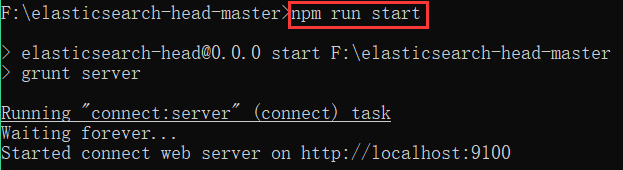 F:\elasticsearch-head-master>npm run start
> elasticsearch-head@0.0.0 start F:\elasticsearch-head-master
> grunt server
Running "connect:server" (connect) task
Waiting forever...
Started connect web server on http://localhost:9100